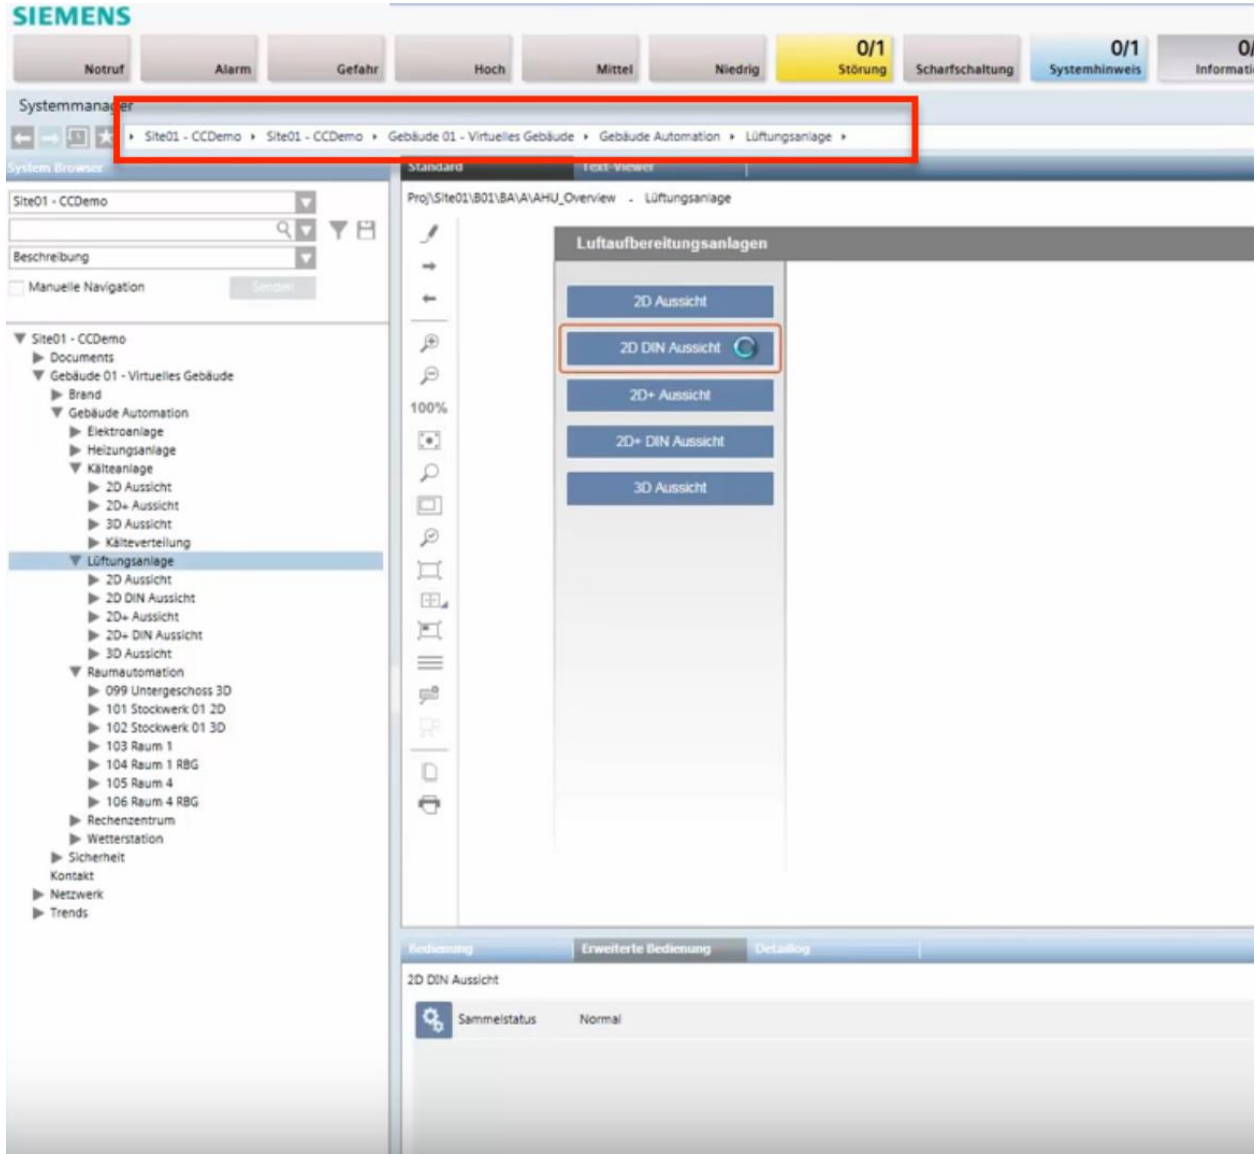 SIEMENS
Notruf
Alarm
Gefahr
Hoch
Mittel
Niedrig
0/1
Störung
Scharfschaltung
0/1
Systemhinweis
Systemmanager
Site01 - CCDemo
Site01 - CCDemo
Gebäude 01 - Virtuelles Gebäude
Gebäude Automation
Lüftungsanlage
System Browser
Site01 - CCDemo
Beschreibung
Manuelle Navigation
Senden
Site01 - CCDemo
Documents
Gebäude 01 - Virtuelles Gebäude
Brand
Gebäude Automation
Elektroanlage
Heizungsanlage
Kälteanlage
2D Aussicht
2D+ Aussicht
3D Aussicht
Kälteverteilung
Lüftungsanlage
2D Aussicht
2D DIN Aussicht
2D+ Aussicht
2D+ DIN Aussicht
3D Aussicht
Raumautomation
099 Untergeschoss 3D
101 Stockwerk 01 2D
102 Stockwerk 01 3D
103 Raum 1
104 Raum 1 RBG
105 Raum 4
106 Raum 4 RBG
Rechenzentrum
Wetterstation
Sicherheit
Kontakt
Netzwerk
Trends
Standard
Text-Viewer
Proj\Site01\B01\BA\A\AHU_Overview - Lüftungsanlage
Luftaufbereitungsanlagen
2D Aussicht
2D DIN Aussicht
2D+ Aussicht
2D+ DIN Aussicht
3D Aussicht
100%
Bedienung
Erweiterte Bedienung
Detaillog
2D DIN Aussicht
Sammelstatus
Normal